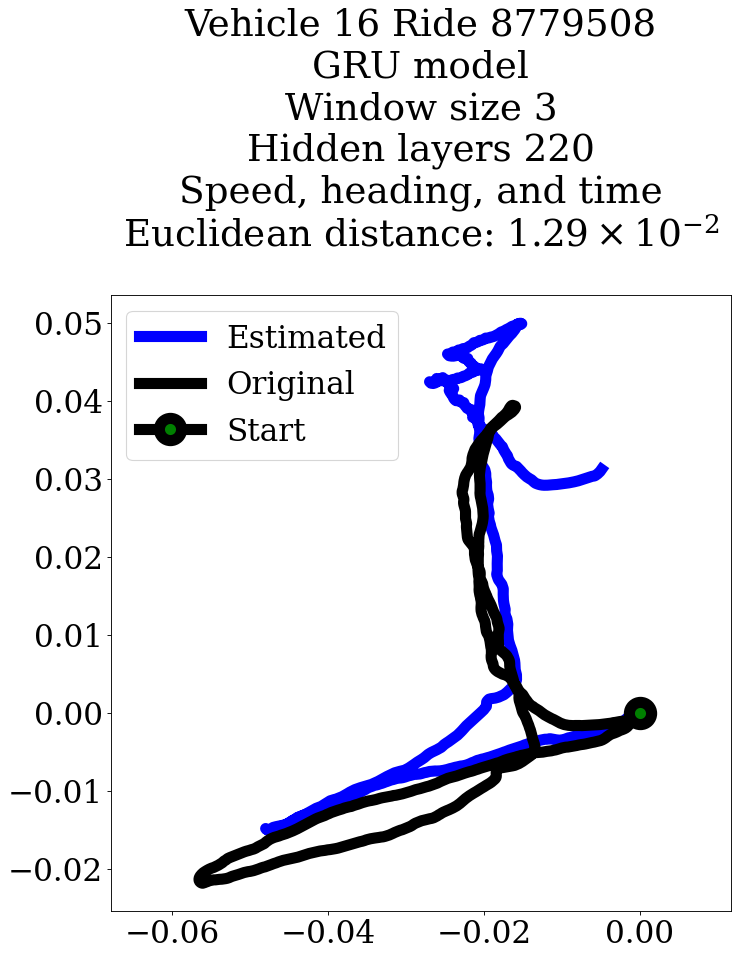 Vehicle 16 Ride 8779508
GRU model
Window size 3
Hidden layers 220
Speed, heading, and time
Euclidean distance: 1.29 × 10⁻²
Estimated
Original
Start
0.05
0.04
0.03
0.02
0.01
0.00
−0.01
−0.02
−0.06 −0.04 −0.02 0.00